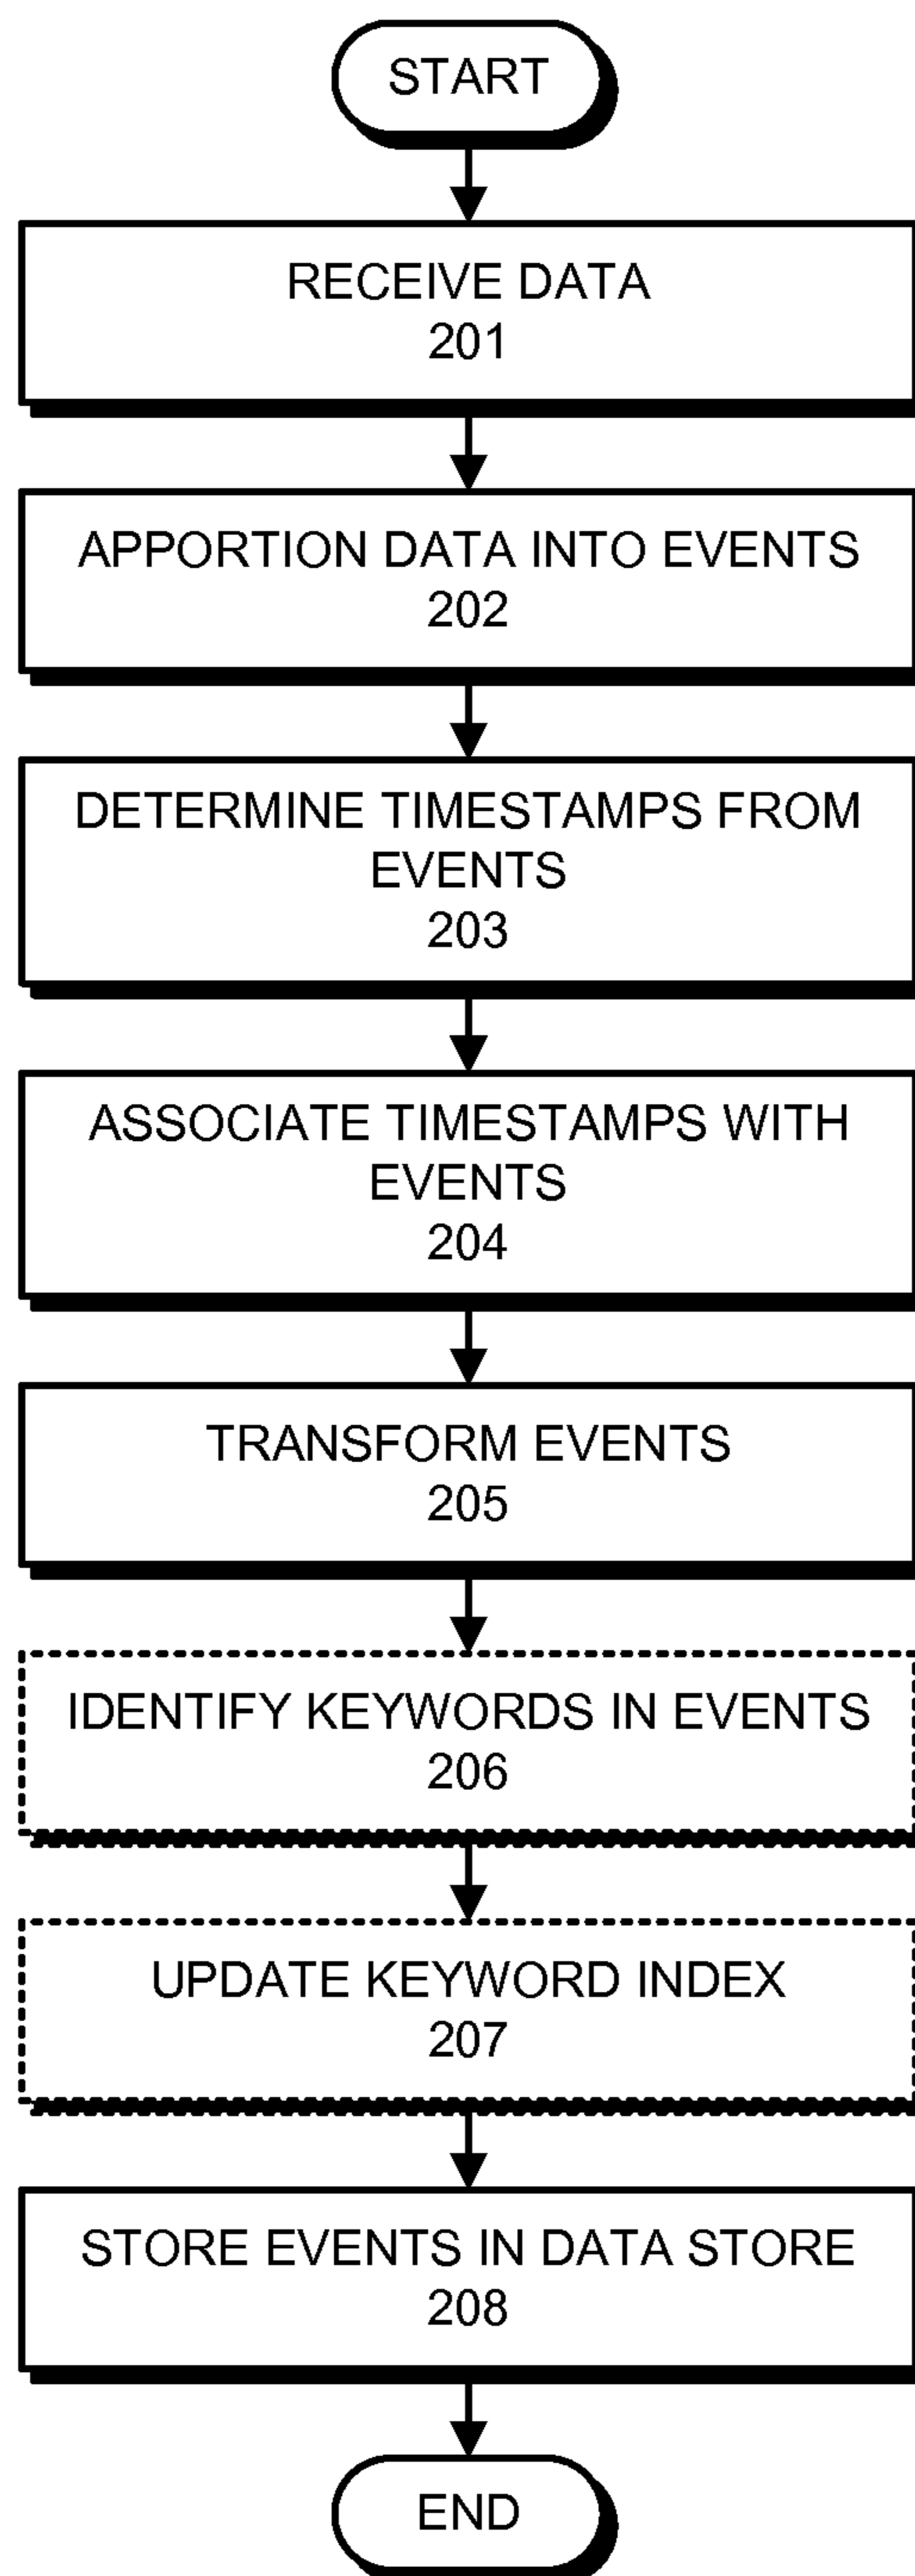 START
RECEIVE DATA
201
APPORTION DATA INTO EVENTS
202
DETERMINE TIMESTAMPS FROM
EVENTS
203
ASSOCIATE TIMESTAMPS WITH
EVENTS
204
TRANSFORM EVENTS
205
IDENTIFY KEYWORDS IN EVENTS
206
UPDATE KEYWORD INDEX
207
STORE EVENTS IN DATA STORE
208
END